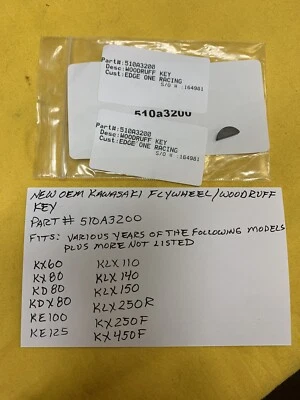 Part#:510A3200
Desc:WOODRUFF KEY
Cust:EDGE ONE RACING
S/O # :164981
510a3200
Part#:510A3200
Desc:WOODRUFF KEY
Cust:EDGE ONE RACING
S/O # :164981
NEW OEM KAWASAKI FLYWHEEL/WOODRUFF
KEY
PART# 510A3200
FITS: VARIOUS YEARS OF THE FOLLOWING MODELS
PLUS MORE NOT LISTED
KX60 KLX110
KX80 KLX140
KD80 KLX150
KDX80 KLX250R
KE100 KX250F
KE125 KX450F